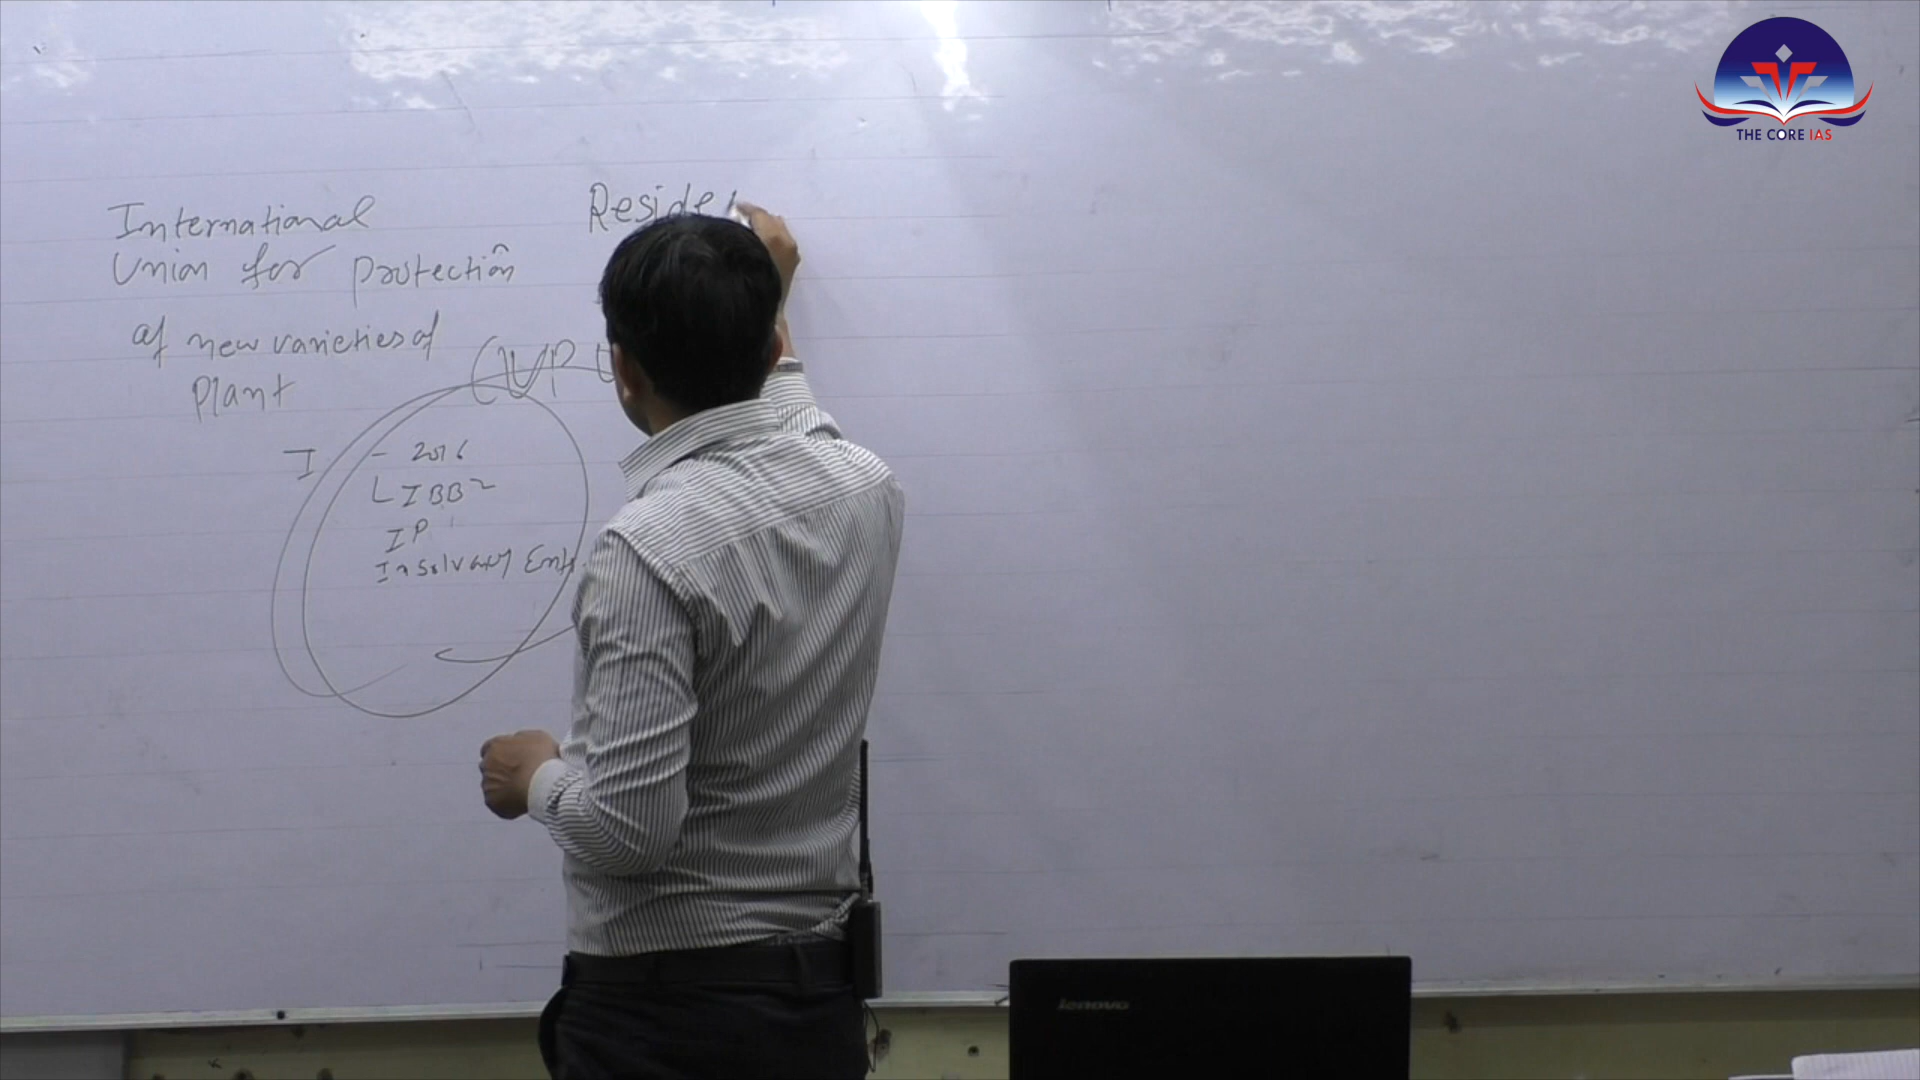 International
Union for protection
of new varieties of
plant
(UPU
Reside
I
- 2016
IBB
IP
Insolvency
THE CORE IAS
lenovo